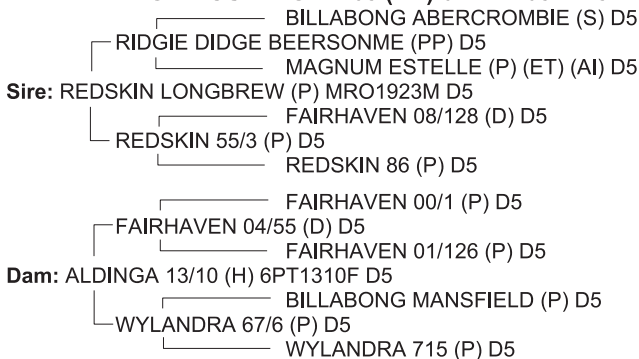 BILLABONG ABERCROMBIE (S) D5
RIDGIE DIDGE BEERSONME (PP) D5
MAGNUM ESTELLE (P) (ET) (AI) D5
Sire: REDSKIN LONGBREW (P) MRO1923M D5
FAIRHAVEN 08/128 (D) D5
REDSKIN 55/3 (P) D5
REDSKIN 86 (P) D5
FAIRHAVEN 00/1 (P) D5
FAIRHAVEN 04/55 (D) D5
FAIRHAVEN 01/126 (P) D5
Dam: ALDINGA 13/10 (H) 6PT1310F D5
BILLABONG MANSFIELD (P) D5
WYLANDRA 67/6 (P) D5
WYLANDRA 715 (P) D5